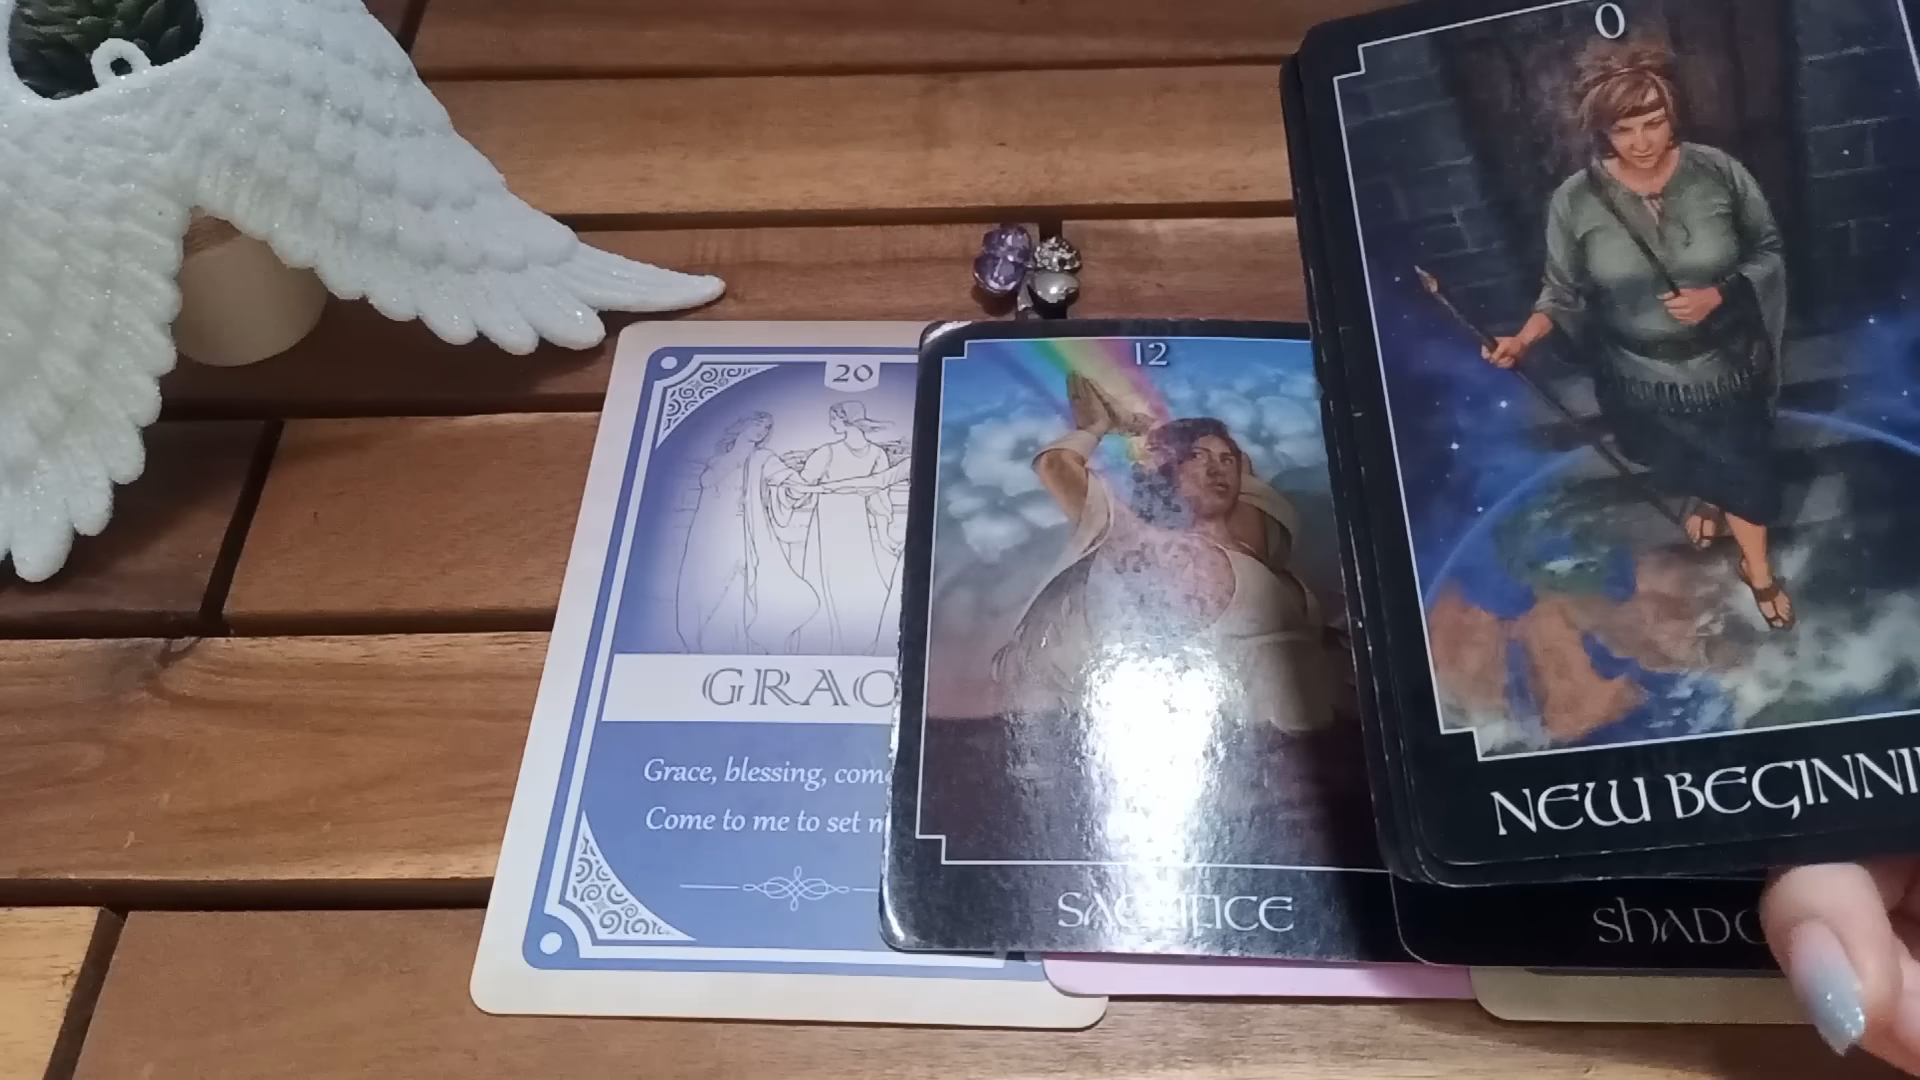 20
GRAC
Grace, blessing, com
Come to me to set
12
SACRIFICE
0
NEW BEGINNI
SHADO